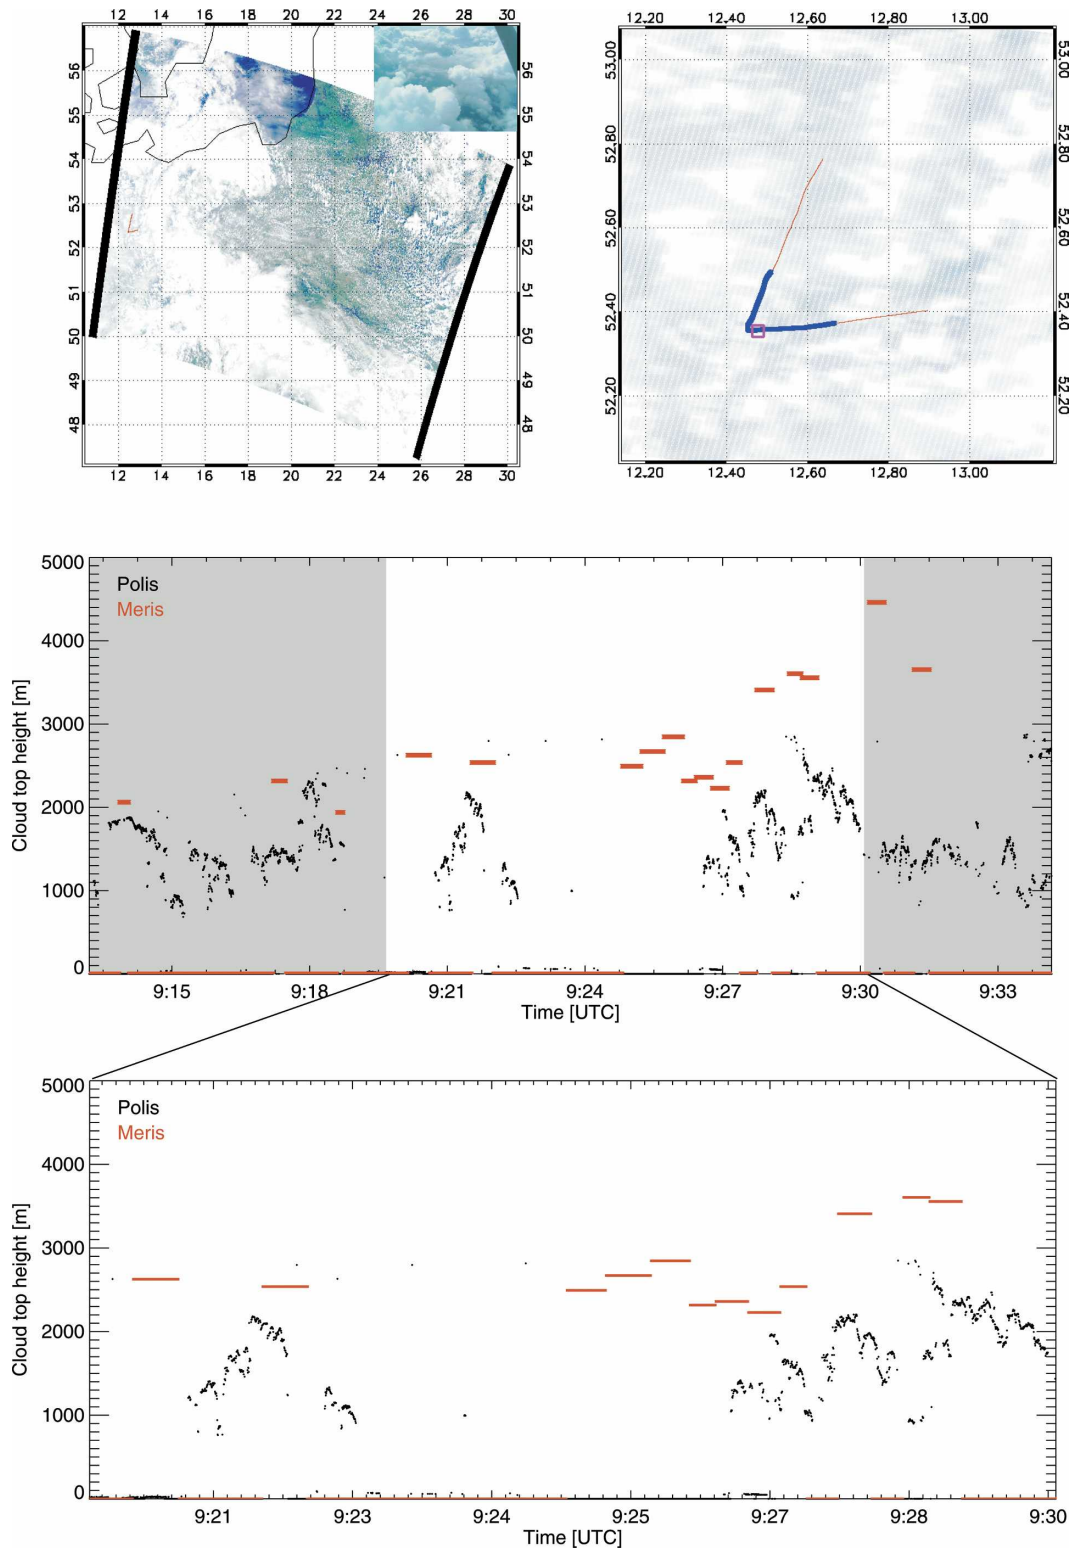 12 14 16 18 20 22 24 26 28 30
56 55 54 53 52 51 50 49 48
56 55 54 53 52 51 50 49 48
12 14 16 18 20 22 24 26 28 30
12.20 12.40 12.60 12.80 13.00
53.00 52.80 52.60 52.40 52.20
53.00 52.80 52.60 52.40 52.20
12.20 12.40 12.60 12.80 13.00
5000
Polis
Meris
4000
3000
2000
1000
0
Cloud top height [m]
9:15 9:18 9:21 9:24 9:27 9:30 9:33
Time [UTC]
5000
Polis
Meris
4000
3000
2000
1000
0
Cloud top height [m]
9:21 9:23 9:24 9:25 9:27 9:28 9:30
Time [UTC]